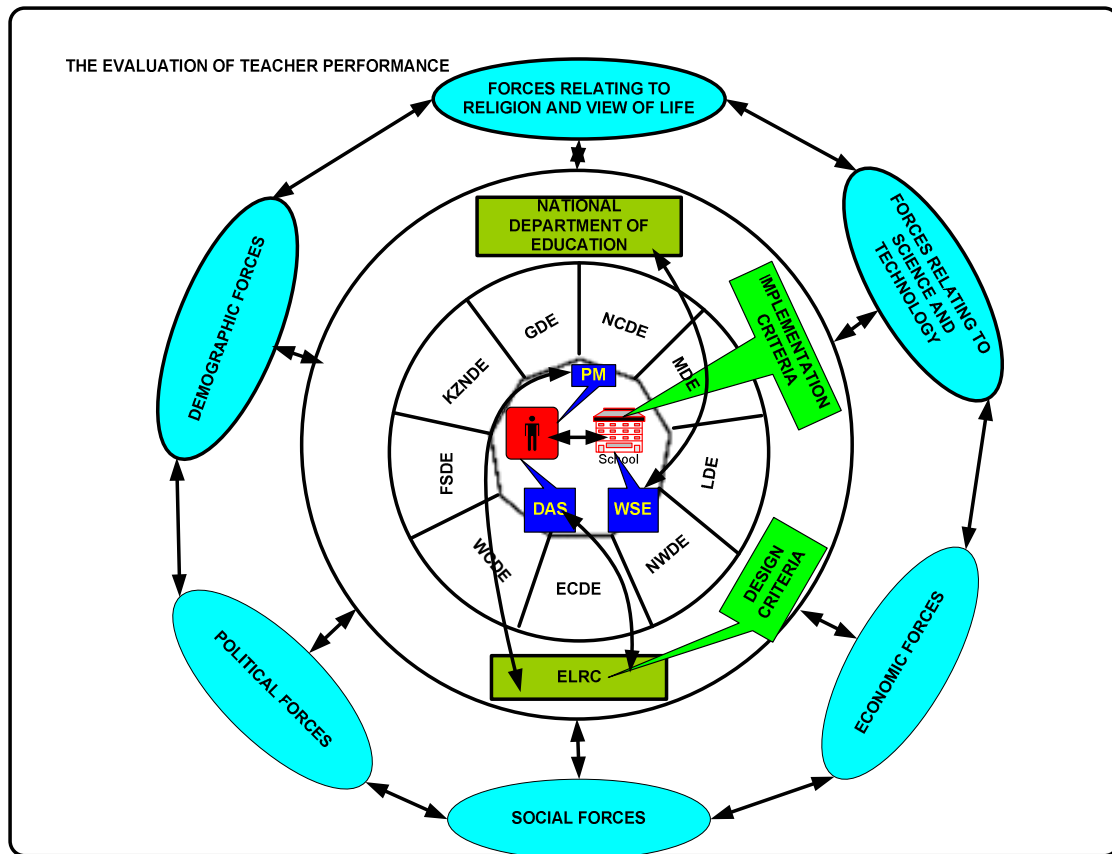 THE EVALUATION OF TEACHER PERFORMANCE
FORCES RELATING TO
RELIGION AND VIEW OF LIFE
FORCES RELATING TO
SCIENCE AND
TECHNOLOGY
DEMOGRAPHIC FORCES
NATIONAL
DEPARTMENT OF
EDUCATION
IMPLEMENTATION
CRITERIA
GDE
NCDE
KZNDE
MDE
PM
School
FSDE
LDE
DAS
WSE
WCDE
NWDE
ECDE
DESIGN
CRITERIA
ELRC
POLITICAL FORCES
ECONOMIC FORCES
SOCIAL FORCES